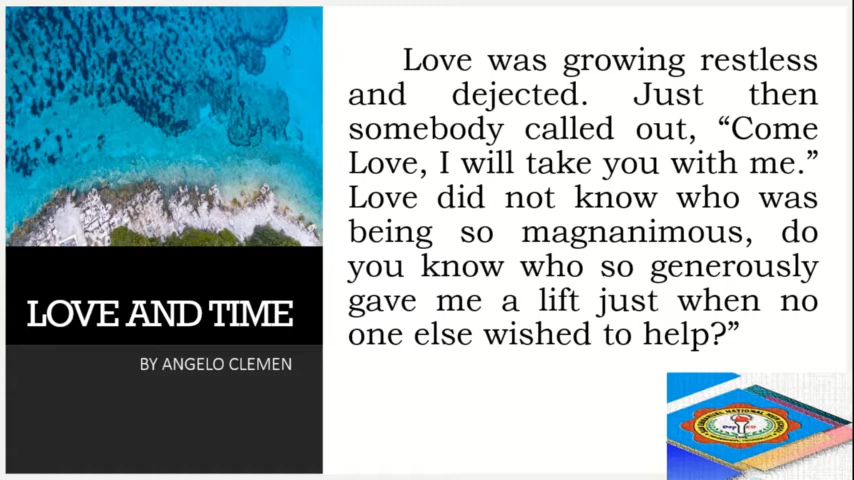 LOVE AND TIME
BY ANGELO CLEMEN
Love was growing restless
and dejected. Just then
somebody called out, “Come
Love, I will take you with me.”
Love did not know who was
being so magnanimous, do
you know who so generously
gave me a lift just when no
one else wished to help?”